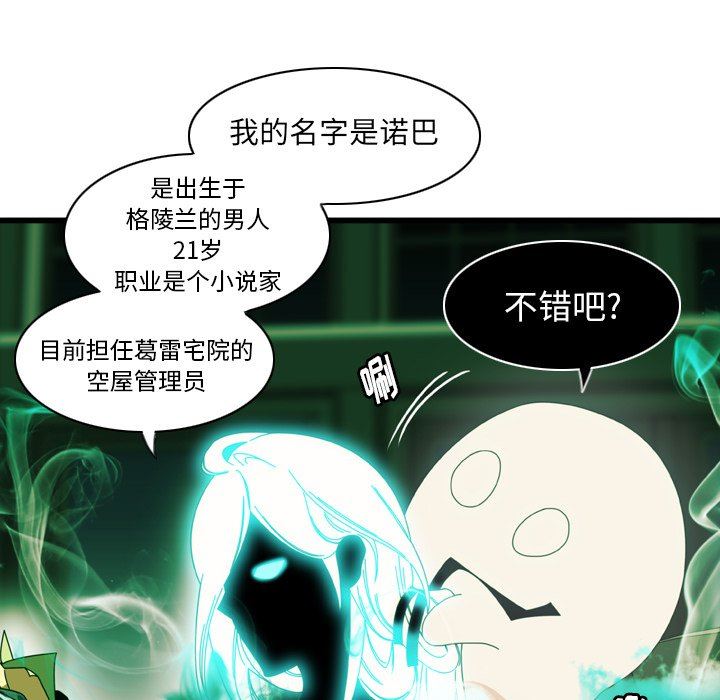 我的名字是诺巴
是出生于
格陵兰的男人
21岁
职业是个小说家
目前担任葛雷宅院的
空屋管理员
不错吧?
唰